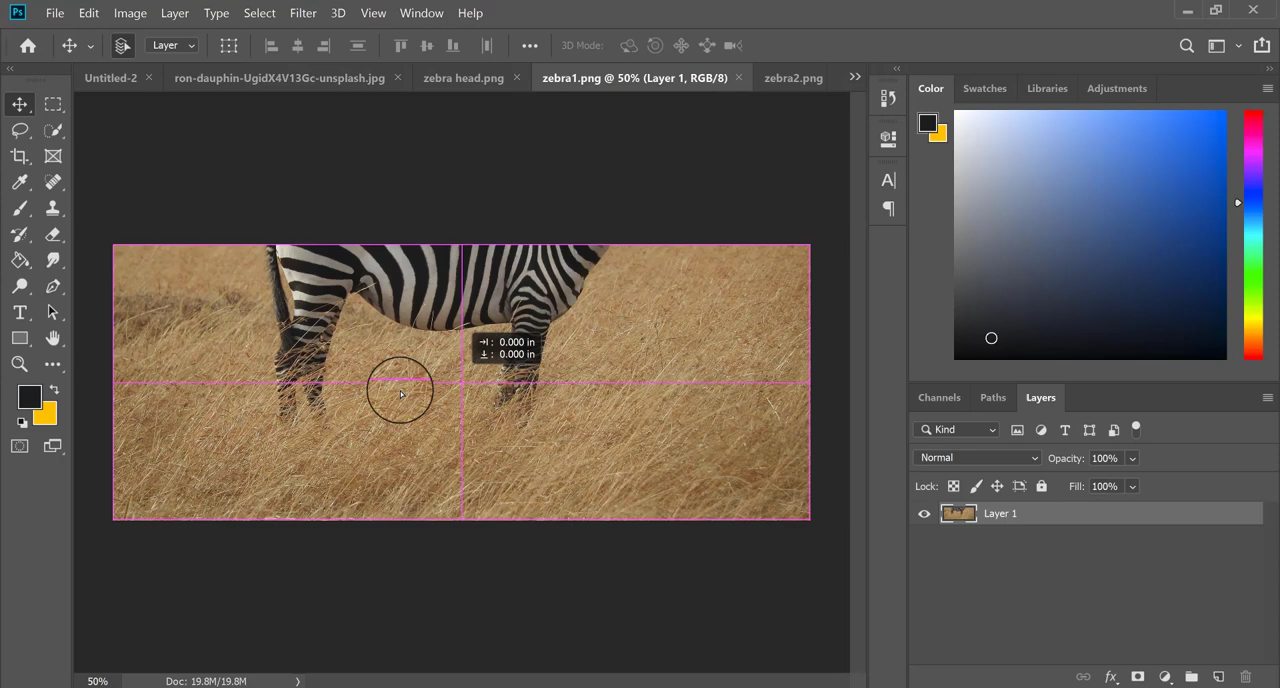 Ps File Edit Image Layer Type Select Filter 3D View Window Help
Layer 3D Mode:
Untitled-2 ron-dauphin-UgidX4V13Gc-unsplash.jpg zebra head.png zebra1.png @ 50% (Layer 1, RGB/8) zebra2.png
Color Swatches Libraries Adjustments
A
T
: 0.000 in
: 0.000 in
Channels Paths Layers
Kind T
Normal Opacity: 100%
Lock: Fill: 100%
Layer 1
50% Doc: 19.8M/19.8M
fx